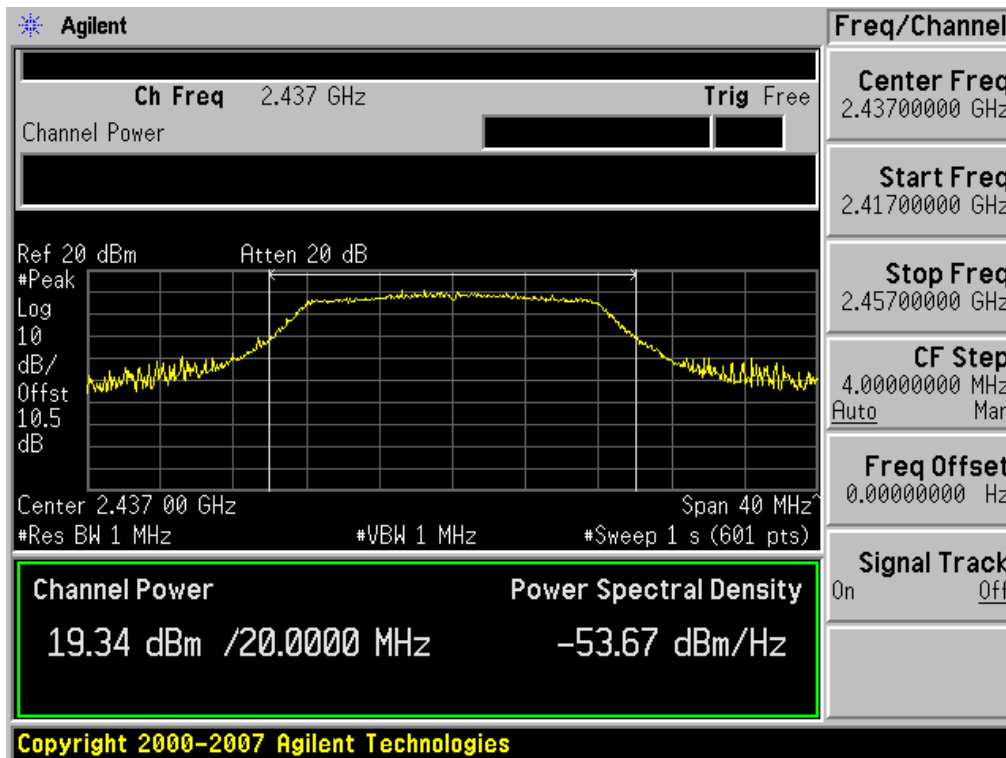 Agilent
Freq/Channel
Ch Freq 2.437 GHz Trig Free
Channel Power
Ref 20 dBm Atten 20 dB
#Peak
Log
10
dB/
Offst
10.5
dB
Center 2.437 00 GHz Span 40 MHz^
#Res BW 1 MHz #VBW 1 MHz #Sweep 1 s (601 pts)
Channel Power Power Spectral Density
19.34 dBm /20.0000 MHz -53.67 dBm/Hz
Center Freq
2.43700000 GHz
Start Freq
2.41700000 GHz
Stop Freq
2.45700000 GHz
CF Step
4.00000000 MHz
Auto Man
Freq Offset
0.00000000 Hz
Signal Track
On Off
Copyright 2000-2007 Agilent Technologies